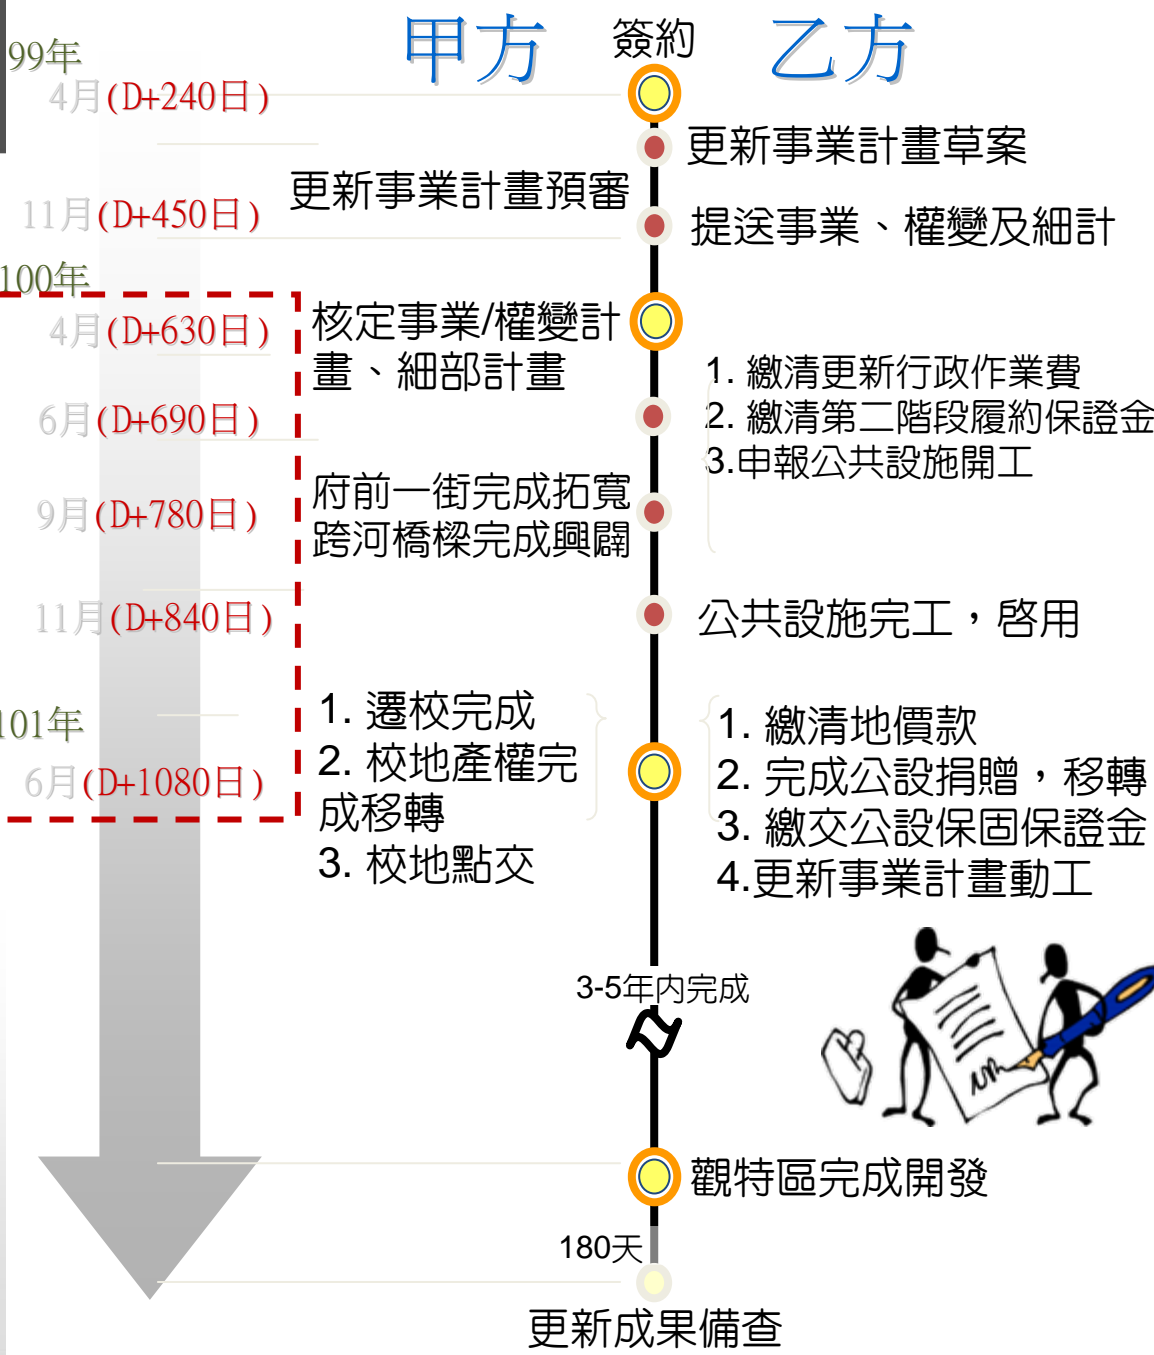 甲方
簽約
乙方
99年
4月(D+240日)
更新事業計畫草案
更新事業計畫預審
11月(D+450日)
提送事業、權變及細計
100年
4月(D+630日)
核定事業/權變計
畫、細部計畫
1. 繳清更新行政作業費
2. 繳清第二階段履約保證金
3.申報公共設施開工
6月(D+690日)
9月(D+780日)
府前一街完成拓寬
跨河橋樑完成興闢
11月(D+840日)
公共設施完工，啓用
101年
6月(D+1080日)
1. 遷校完成
2. 校地產權完
成移轉
3. 校地點交
1. 繳清地價款
2. 完成公設捐贈，移轉
3. 繳交公設保固保證金
4.更新事業計畫動工
3-5年内完成
觀特區完成開發
180天
更新成果備查